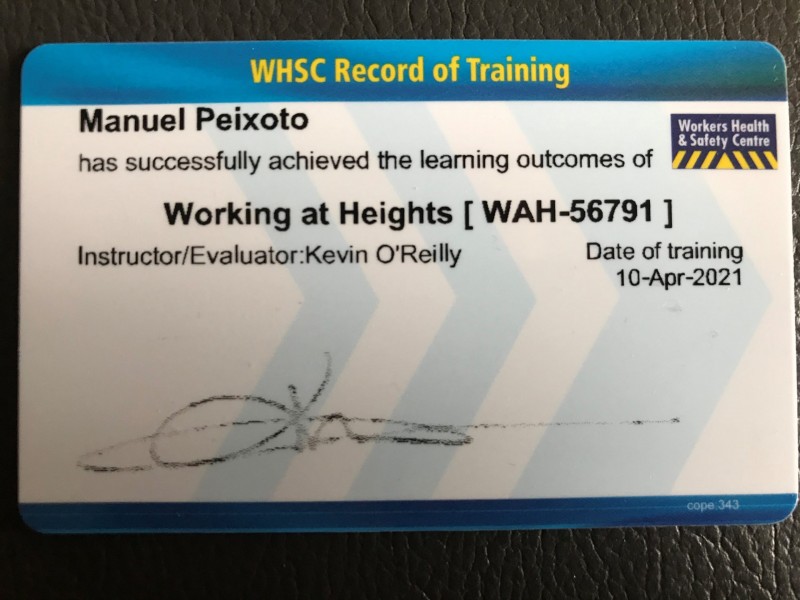 WHSC Record of Training
Manuel Peixoto
has successfully achieved the learning outcomes of
Workers Health
& Safety Centre
Working at Heights [ WAH-56791 ]
Instructor/Evaluator:Kevin O'Reilly
Date of training
10-Apr-2021
cope 343